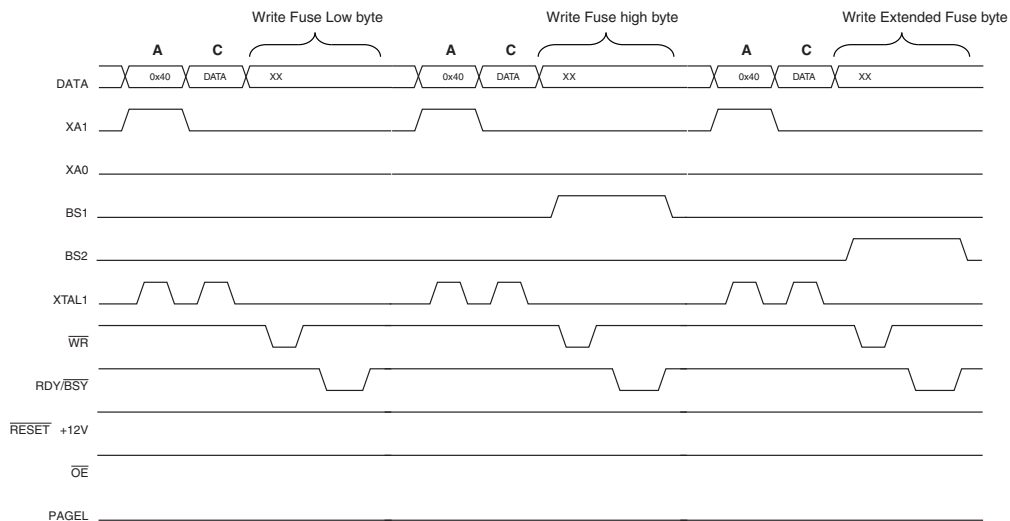 Write Fuse Low byte Write Fuse high byte Write Extended Fuse byte
A C A C A C
DATA 0x40 DATA XX 0x40 DATA XX 0x40 DATA XX
XA1
XA0
BS1
BS2
XTAL1
WR
RDY/BSY
RESET +12V
OE
PAGEL